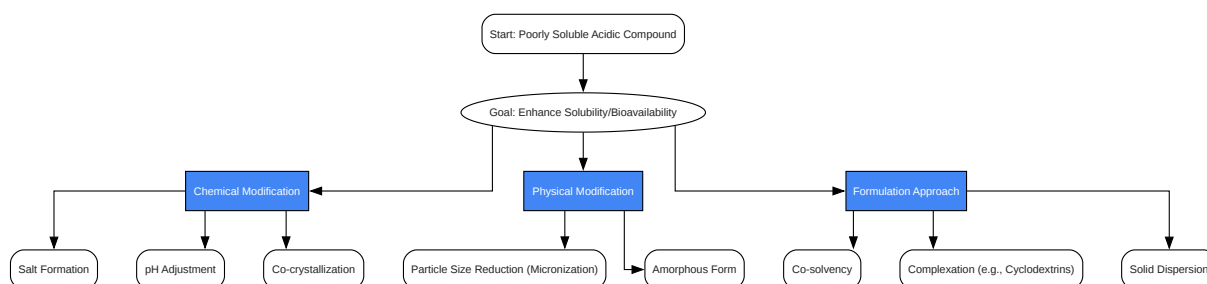 Start: Poorly Soluble Acidic Compound
Goal: Enhance Solubility/Bioavailability
Chemical Modification
Physical Modification
Formulation Approach
Salt Formation
pH Adjustment
Co-crystallization
Particle Size Reduction (Micronization)
Amorphous Form
Co-solvency
Complexation (e.g., Cyclodextrins)
Solid Dispersion